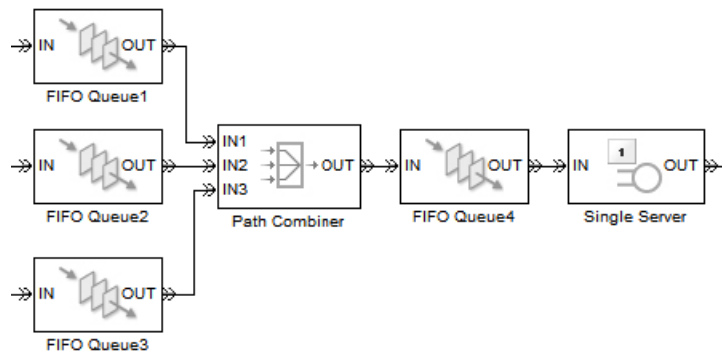 IN OUT
FIFO Queue1
IN OUT
FIFO Queue2
IN OUT
FIFO Queue3
IN1
IN2
IN3
OUT
Path Combiner
IN OUT
FIFO Queue4
1
IN OUT
Single Server